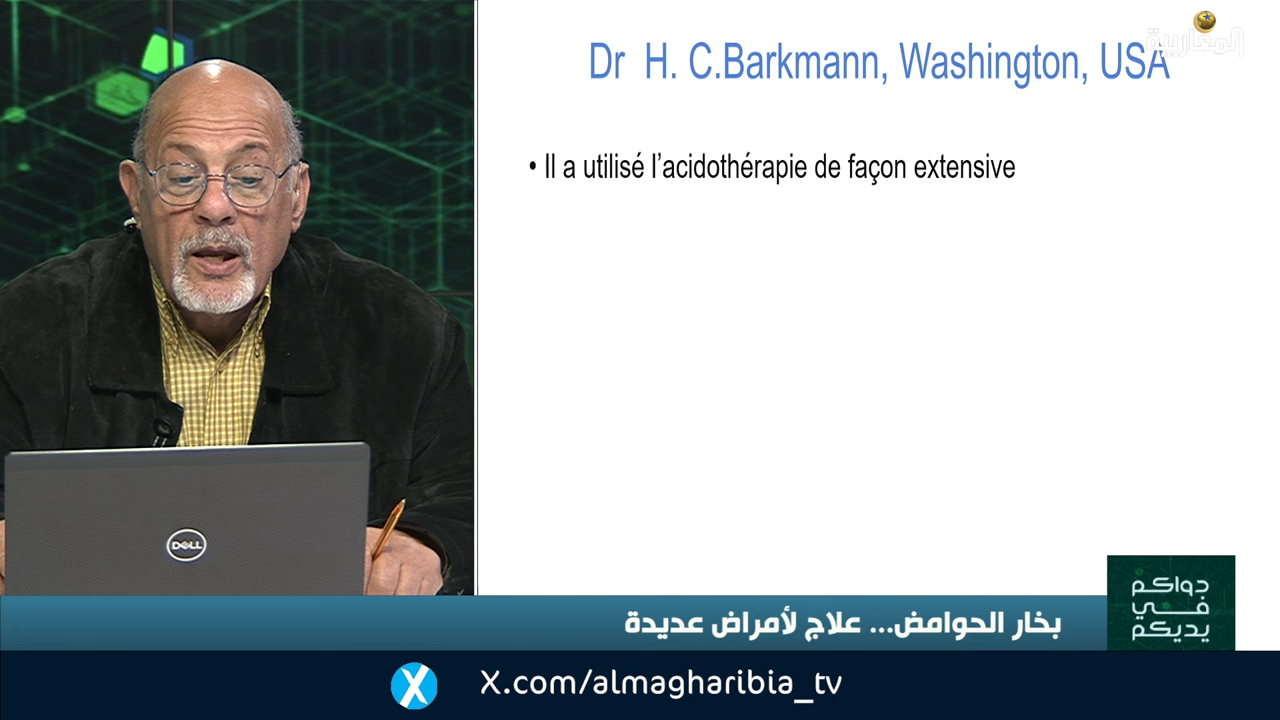 المغاربية
Dr H. C.Barkmann, Washington, USA
• Il a utilisé l’acidothérapie de façon extensive
DELL
دواكم
في
يديكم
بخار الحوامض... علاج لأمراض عديدة
X
X.com/almagharibia_tv